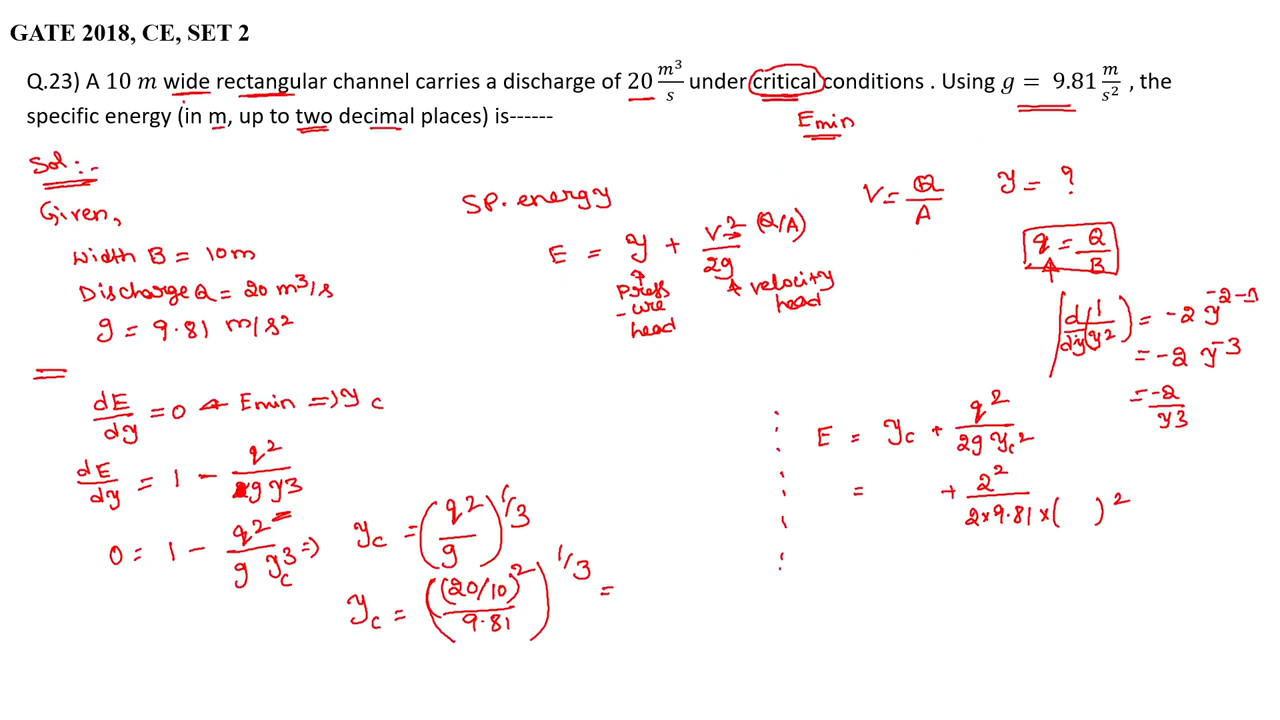 GATE 2018, CE, SET 2
Q.23) A 10 m wide rectangular channel carries a discharge of 20 m³/s under critical conditions . Using g = 9.81 m/s² , the
specific energy (in m, up to two decimal places) is------
Emin
Sol:-
Given,
Width B = 10m
Discharge Q = 20 m³/s
g = 9.81 m/s²
=
dE/dy = 0 ← Emin => yc
dE/dy = 1 - q²/gy3
0 = 1 - q²/g yc³ =>
yc = (q2/g)^1/3
yc = ((20/10)²/9.81)^1/3 =
SP. energy
E = y + V²/2g (Q/A)
↑ Press-ure head
↑ velocity head
V = Q/A
y = ?
q = Q/B
d/dy(1/y2) = -2 y^-2-1
= -2 y^-3
= -2/y3
E = yc + q²/2g yc²
= + 2²/2×9.81×( )²